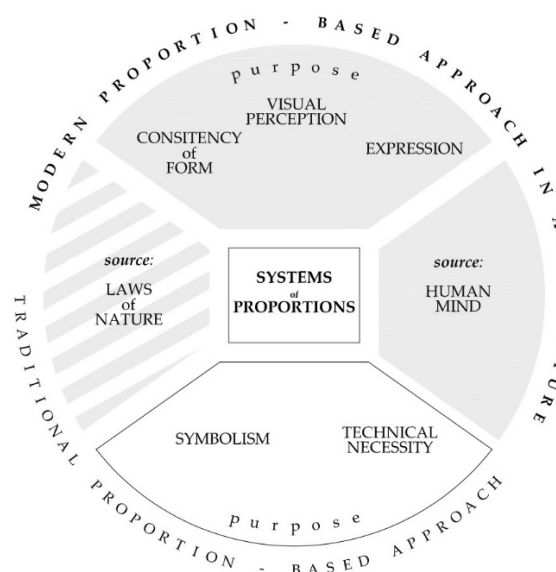 MODERN PROPORTION - BASED APPROACH IN
purpose
VISUAL
PERCEPTION
CONSITENCY
of
FORM
EXPRESSION
source:
LAWS
of
NATURE
SYSTEMS
of
PROPORTIONS
source:
HUMAN
MIND
SYMBOLISM
TECHNICAL
NECESSITY
purpose
TRADITIONAL PROPORTION - BASED APPROACH